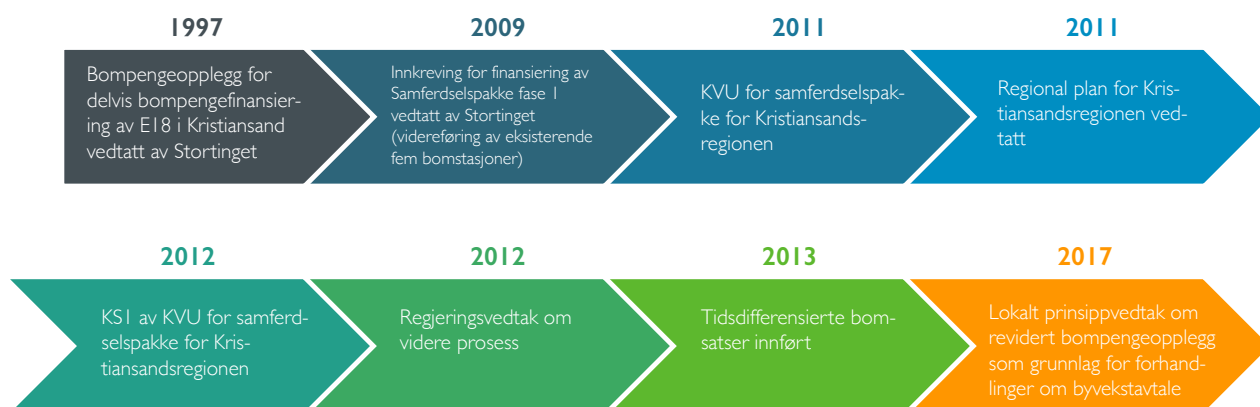 1997
Bompengeopplegg for
delvis bompengefinansier-
ing av E18 i Kristiansand
vedtatt av Stortinget
2009
Innkreving for finansiering av
Samferdselspakke fase 1
vedtatt av Stortinget
(videreføring av eksisterende
fem bomstasjoner)
2011
KVU for samferdselspak-
ke for Kristiansands-
regionen
2011
Regional plan for Kris-
tiansandsregionen ved-
tatt
2012
KS1 av KVU for samferd-
selspakke for Kris-
tiansandsregionen
2012
Regjeringsvedtak om
videre prosess
2013
Tidsdifferensierte bom-
satser innført
2017
Lokalt prinsippvedtak om
revidert bompengeopplegg
som grunnlag for forhand-
linger om byvekstavtale